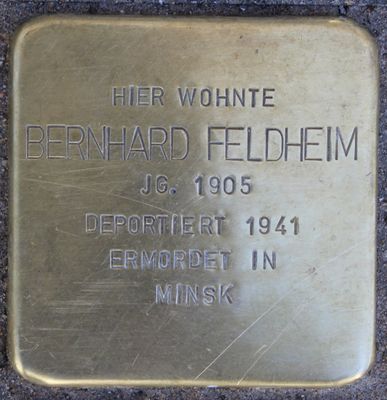 HIER WOHNTE
BERNHARD FELDHEIM
JG. 1905
DEPORTIERT 1941
ERMORDET IN
MINSK